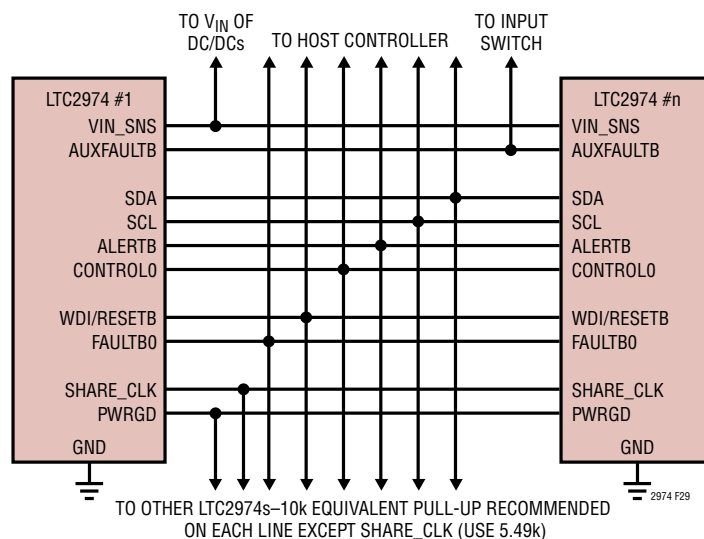 TO VIN OF
DC/DCs
TO HOST CONTROLLER
TO INPUT
SWITCH
LTC2974 #1
VIN_SNS
AUXFAULTB
SDA
SCL
ALERTB
CONTROL0
WDI/RESETB
FAULTB0
SHARE_CLK
PWRGD
GND
LTC2974 #n
VIN_SNS
AUXFAULTB
SDA
SCL
ALERTB
CONTROL0
WDI/RESETB
FAULTB0
SHARE_CLK
PWRGD
GND
2974 F29
TO OTHER LTC2974s–10k EQUIVALENT PULL-UP RECOMMENDED
ON EACH LINE EXCEPT SHARE_CLK (USE 5.49k)